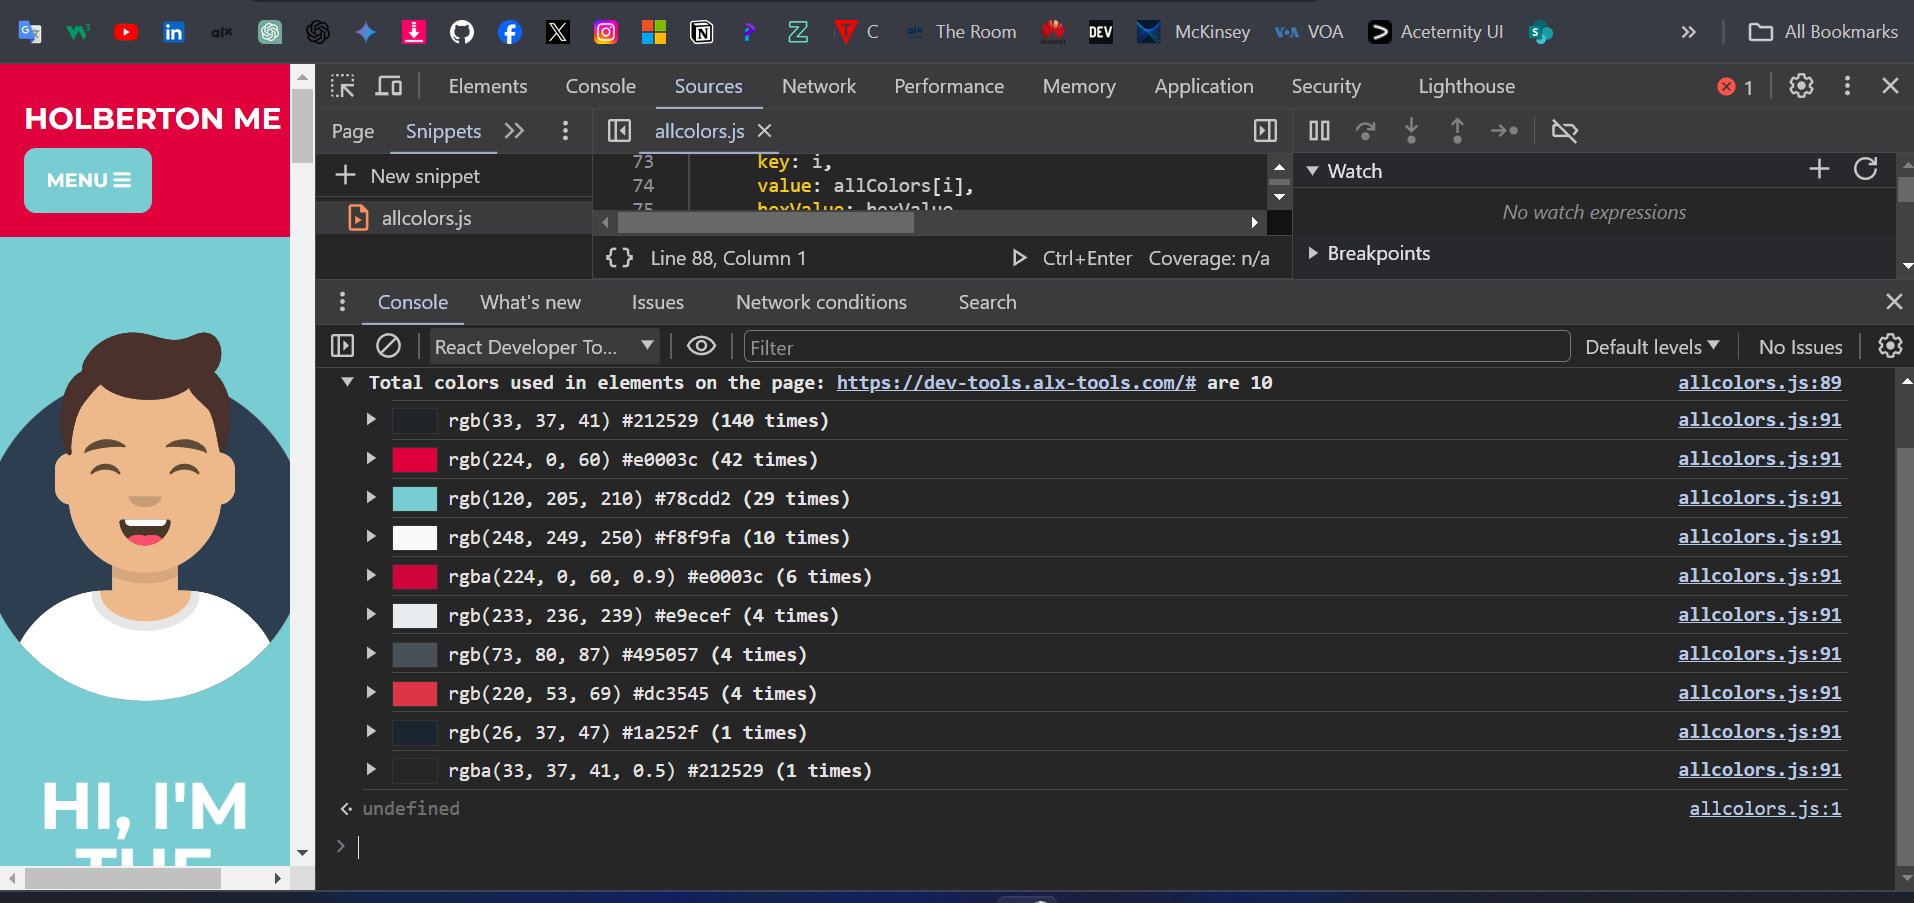 C
The Room
DEV
McKinsey
VOA
VOA
Aceternity UI
»
All Bookmarks
HOLBERTON ME
MENU
HI, I'M
Elements
Console
Sources
Network
Performance
Memory
Application
Security
Lighthouse
1
Page
Snippets
allcolors.js
New snippet
allcolors.js
73
key: i,
74
value: allColors[i],
75
hexValue: hexValue
{} Line 88, Column 1
Ctrl+Enter
Coverage: n/a
Watch
No watch expressions
Breakpoints
Console
What's new
Issues
Network conditions
Search
React Developer To...
Filter
Default levels
No Issues
Total colors used in elements on the page: https://dev-tools.alx-tools.com/# are 10
allcolors.js:89
rgb(33, 37, 41) #212529 (140 times)
allcolors.js:91
rgb(224, 0, 60) #e0003c (42 times)
allcolors.js:91
rgb(120, 205, 210) #78cdd2 (29 times)
allcolors.js:91
rgb(248, 249, 250) #f8f9fa (10 times)
allcolors.js:91
rgba(224, 0, 60, 0.9) #e0003c (6 times)
allcolors.js:91
rgb(233, 236, 239) #e9ecef (4 times)
allcolors.js:91
rgb(73, 80, 87) #495057 (4 times)
allcolors.js:91
rgb(220, 53, 69) #dc3545 (4 times)
allcolors.js:91
rgb(26, 37, 47) #1a252f (1 times)
allcolors.js:91
rgba(33, 37, 41, 0.5) #212529 (1 times)
allcolors.js:91
undefined
allcolors.js:1